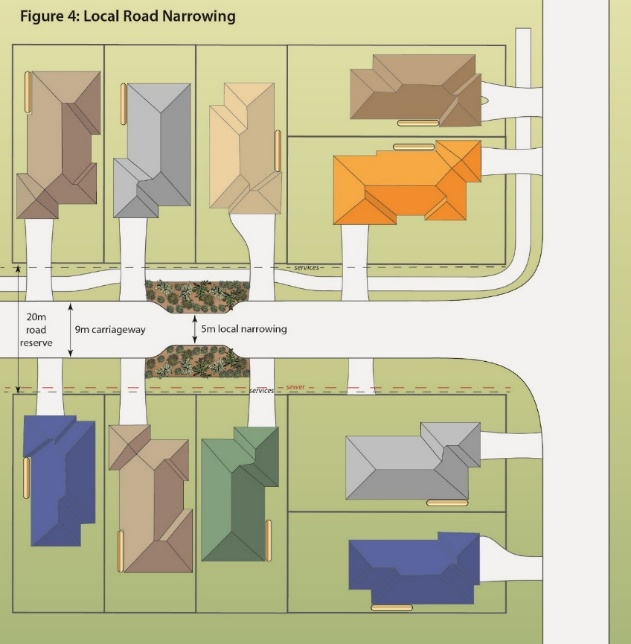 Figure 4: Local Road Narrowing
services
20m
road
reserve
9m carriageway
5m local narrowing
sewer
services